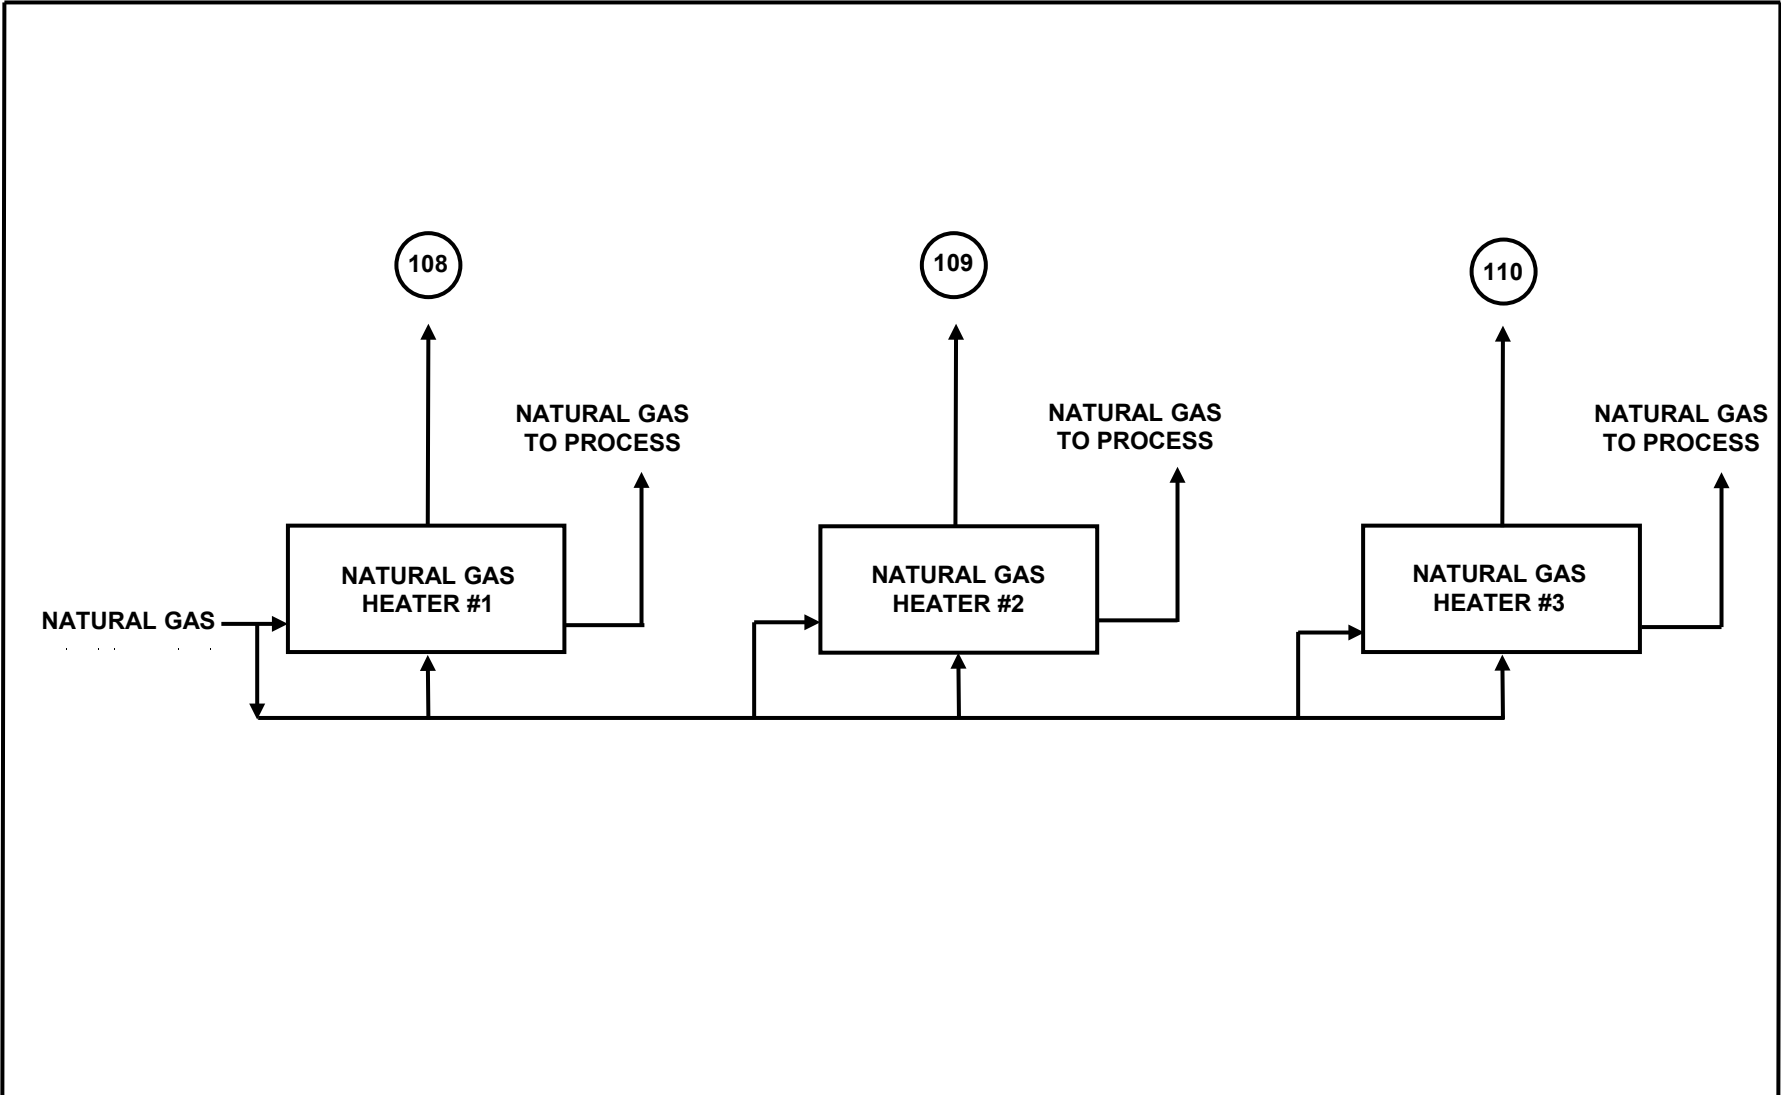 108
109
110
NATURAL GAS
TO PROCESS
NATURAL GAS
TO PROCESS
NATURAL GAS
TO PROCESS
NATURAL GAS
HEATER #1
NATURAL GAS
HEATER #2
NATURAL GAS
HEATER #3
NATURAL GAS